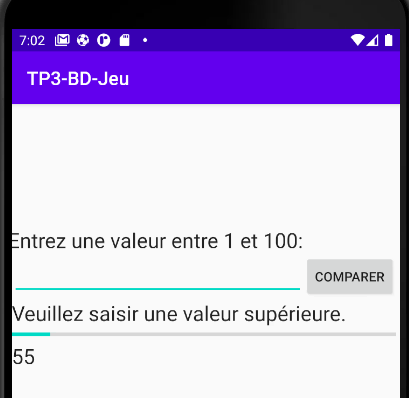 7:02
TP3-BD-Jeu
Entrez une valeur entre 1 et 100:
COMPARER
Veuillez saisir une valeur supérieure.
55